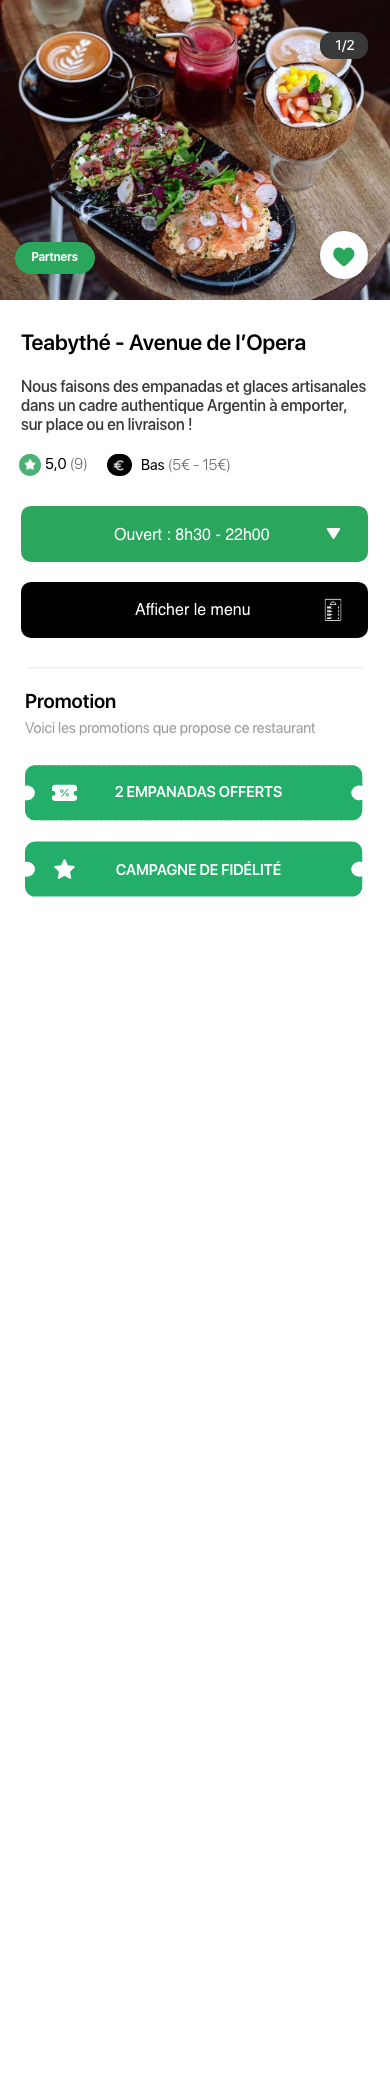 1/2
Partners
Teabythé - Avenue de l’Opera
Nous faisons des empanadas et glaces artisanales
dans un cadre authentique Argentin à emporter,
sur place ou en livraison !
5,0 (9) € Bas (5€ - 15€)
Ouvert : 8h30 - 22h00
Afficher le menu
Promotion
Voici les promotions que propose ce restaurant
% 2 EMPANADAS OFFERTS
CAMPAGNE DE FIDÉLITÉ